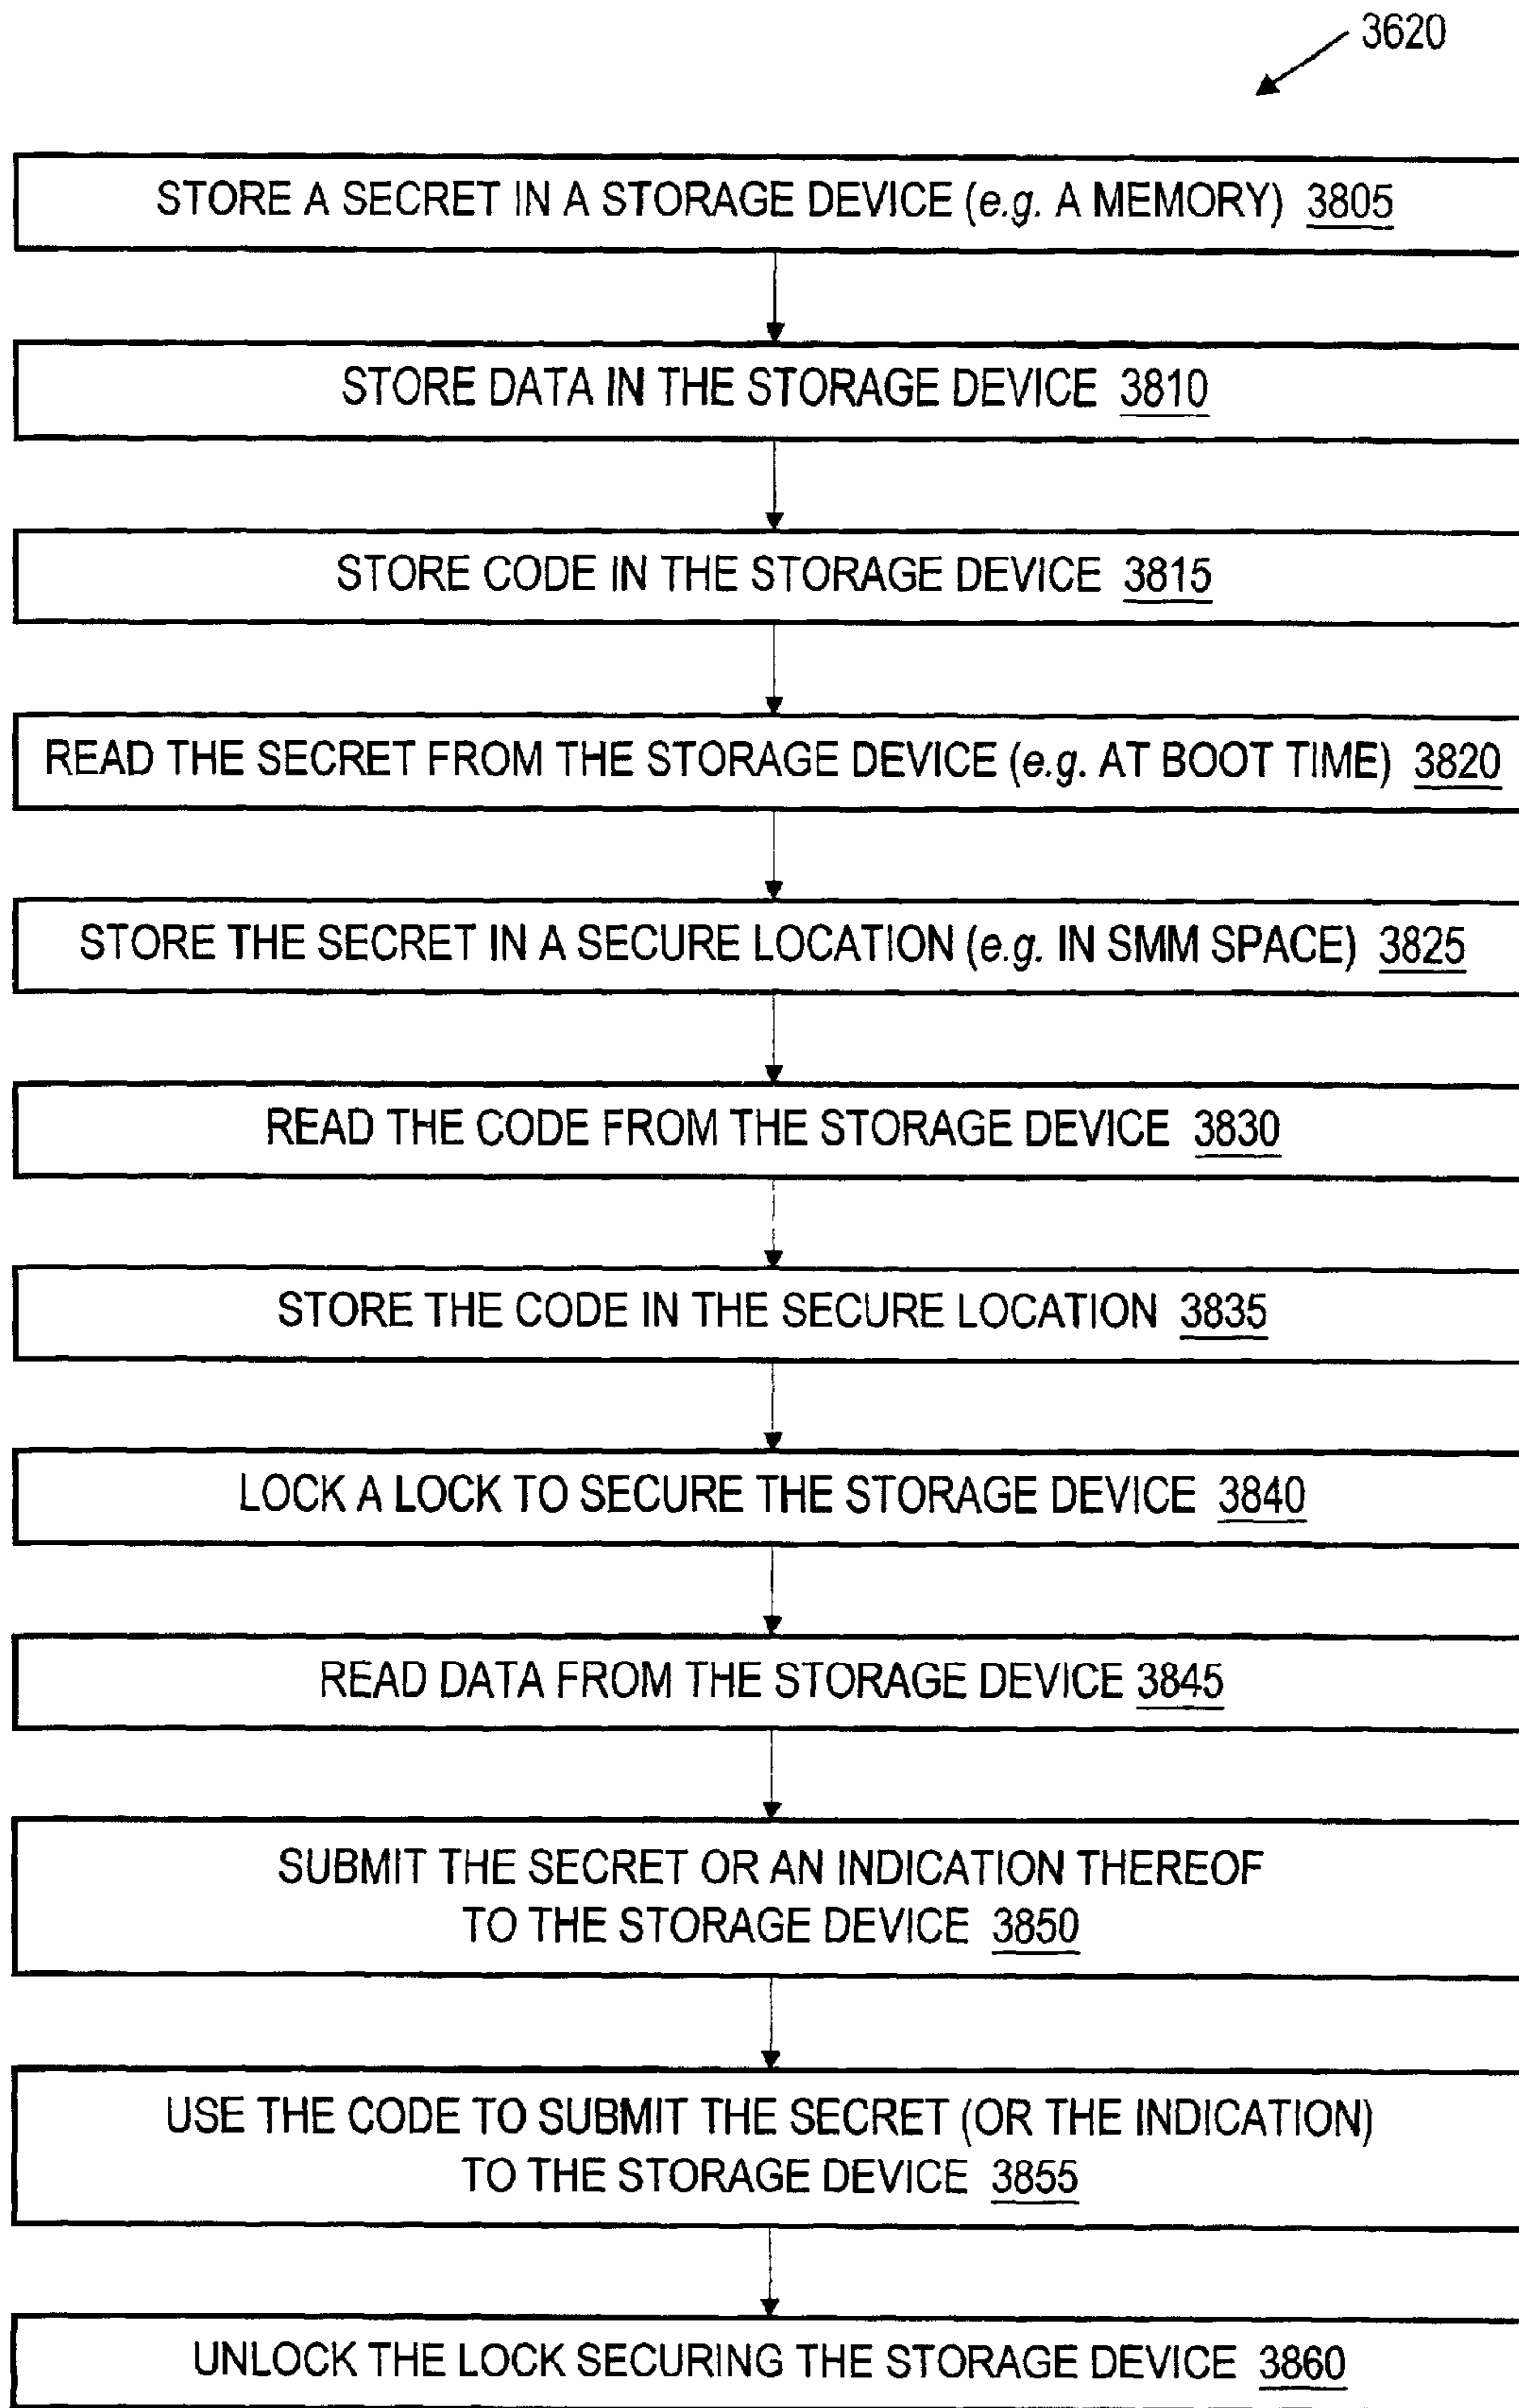 3620
STORE A SECRET IN A STORAGE DEVICE (e.g. A MEMORY) 3805
STORE DATA IN THE STORAGE DEVICE 3810
STORE CODE IN THE STORAGE DEVICE 3815
READ THE SECRET FROM THE STORAGE DEVICE (e.g. AT BOOT TIME) 3820
STORE THE SECRET IN A SECURE LOCATION (e.g. IN SMM SPACE) 3825
READ THE CODE FROM THE STORAGE DEVICE 3830
STORE THE CODE IN THE SECURE LOCATION 3835
LOCK A LOCK TO SECURE THE STORAGE DEVICE 3840
READ DATA FROM THE STORAGE DEVICE 3845
SUBMIT THE SECRET OR AN INDICATION THEREOF
TO THE STORAGE DEVICE 3850
USE THE CODE TO SUBMIT THE SECRET (OR THE INDICATION)
TO THE STORAGE DEVICE 3855
UNLOCK THE LOCK SECURING THE STORAGE DEVICE 3860